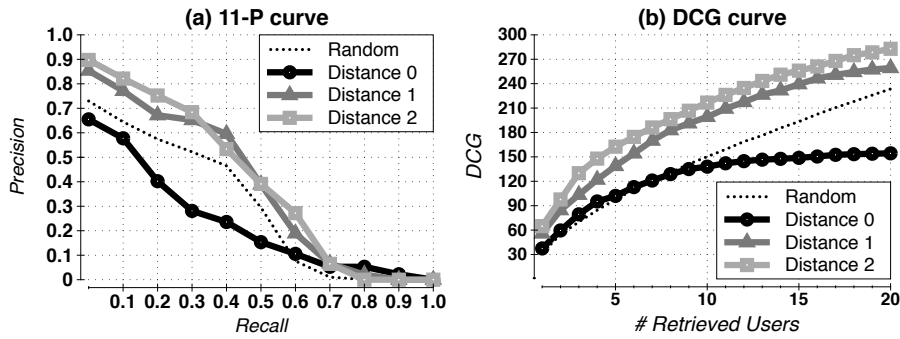 (a) 11-P curve
1.0
0.9
0.8
0.7
0.6
0.5
0.4
0.3
0.2
0.1
0
Precision
Random
Distance 0
Distance 1
Distance 2
0.1 0.2 0.3 0.4 0.5 0.6 0.7 0.8 0.9 1.0
Recall
(b) DCG curve
300
270
240
210
180
150
120
90
60
30
DCG
Random
Distance 0
Distance 1
Distance 2
5 10 15 20
# Retrieved Users